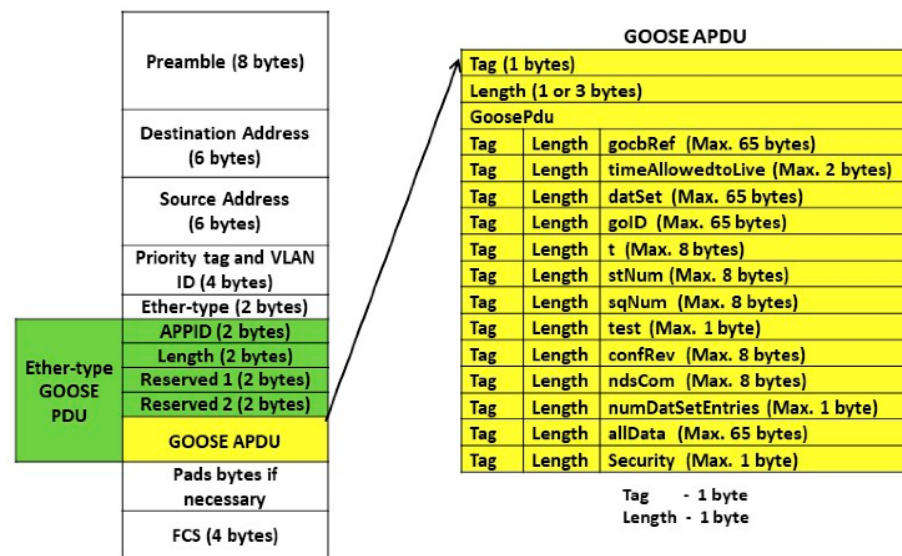 Preamble (8 bytes)
Destination Address
(6 bytes)
Source Address
(6 bytes)
Priority tag and VLAN
ID (4 bytes)
Ether-type (2 bytes)
Ether-type
GOOSE
PDU
APPID (2 bytes)
Length (2 bytes)
Reserved 1 (2 bytes)
Reserved 2 (2 bytes)
GOOSE APDU
Pads bytes if
necessary
FCS (4 bytes)
GOOSE APDU
Tag (1 bytes)
Length (1 or 3 bytes)
GoosePdu
Tag Length gocbRef (Max. 65 bytes)
Tag Length timeAllowedtoLive (Max. 2 bytes)
Tag Length datSet (Max. 65 bytes)
Tag Length goID (Max. 65 bytes)
Tag Length t (Max. 8 bytes)
Tag Length stNum (Max. 8 bytes)
Tag Length sqNum (Max. 8 bytes)
Tag Length test (Max. 1 byte)
Tag Length confRev (Max. 8 bytes)
Tag Length ndsCom (Max. 8 bytes)
Tag Length numDatSetEntries (Max. 1 byte)
Tag Length allData (Max. 65 bytes)
Tag Length Security (Max. 1 byte)
Tag - 1 byte
Length - 1 byte